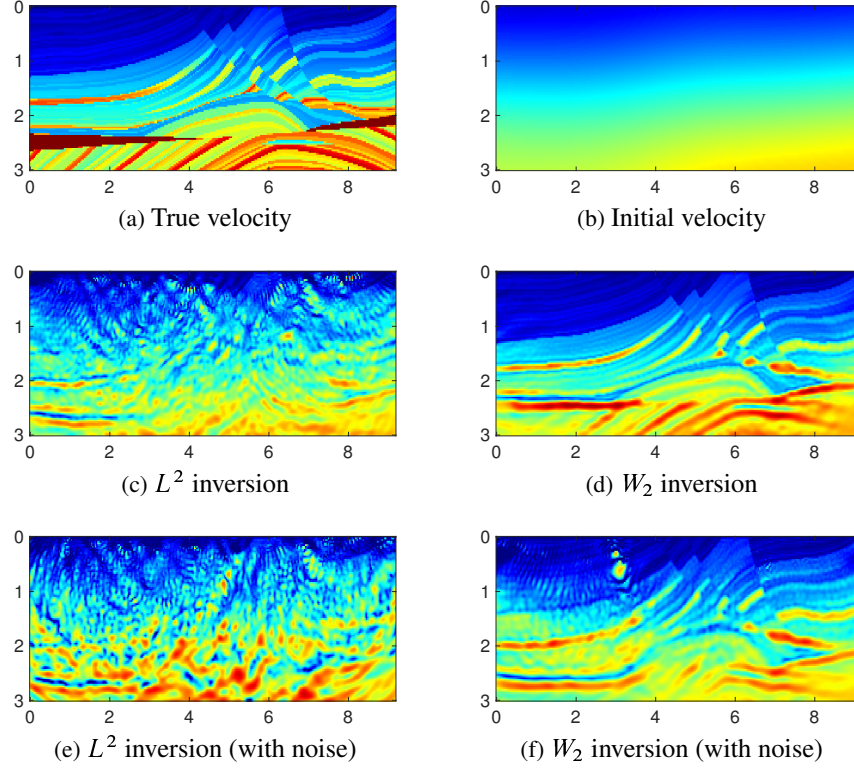 0
1
2
3
0 2 4 6 8
(a) True velocity
0
1
2
3
0 2 4 6 8
(b) Initial velocity
0
1
2
3
0 2 4 6 8
(c) L² inversion
0
1
2
3
0 2 4 6 8
(d) W₂ inversion
0
1
2
3
0 2 4 6 8
(e) L² inversion (with noise)
0
1
2
3
0 2 4 6 8
(f) W₂ inversion (with noise)